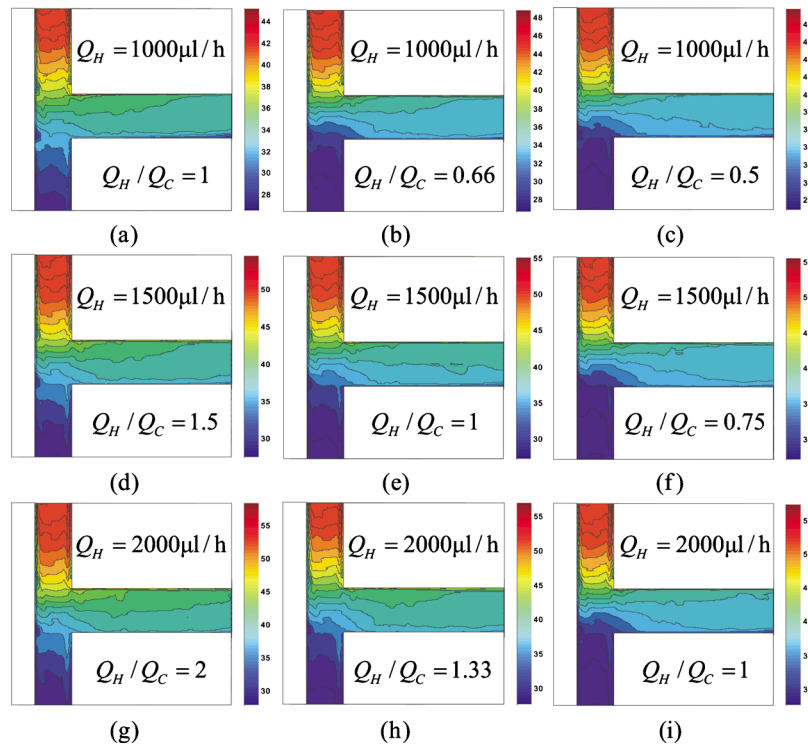 Q_H = 1000µl/h
Q_H / Q_C = 1
44
42
40
38
36
34
32
30
28
(a)
Q_H = 1000µl/h
Q_H / Q_C = 0.66
48
46
44
42
40
38
36
34
32
30
28
(b)
Q_H = 1000µl/h
Q_H / Q_C = 0.5
(c)
Q_H = 1500µl/h
Q_H / Q_C = 1.5
50
45
40
35
30
(d)
Q_H = 1500µl/h
Q_H / Q_C = 1
55
50
45
40
35
30
(e)
Q_H = 1500µl/h
Q_H / Q_C = 0.75
(f)
Q_H = 2000µl/h
Q_H / Q_C = 2
55
50
45
40
35
30
(g)
Q_H = 2000µl/h
Q_H / Q_C = 1.33
55
50
45
40
35
30
(h)
Q_H = 2000µl/h
Q_H / Q_C = 1
(i)